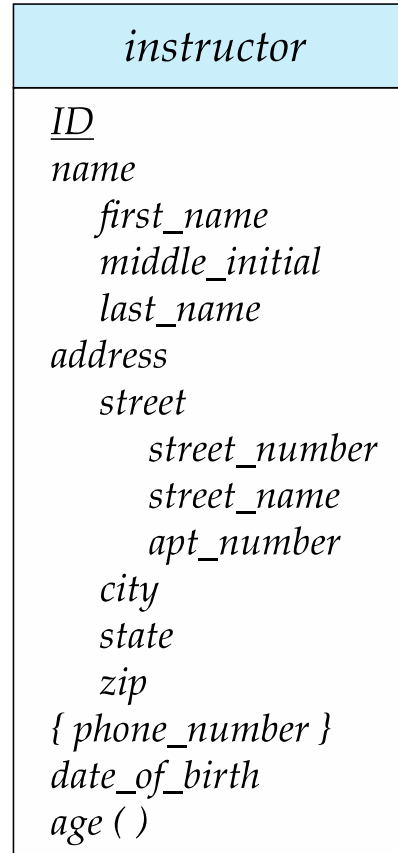 instructor
ID
name
first_name
middle_initial
last_name
address
street
street_number
street_name
apt_number
city
state
zip
{ phone_number }
date_of_birth
age ( )